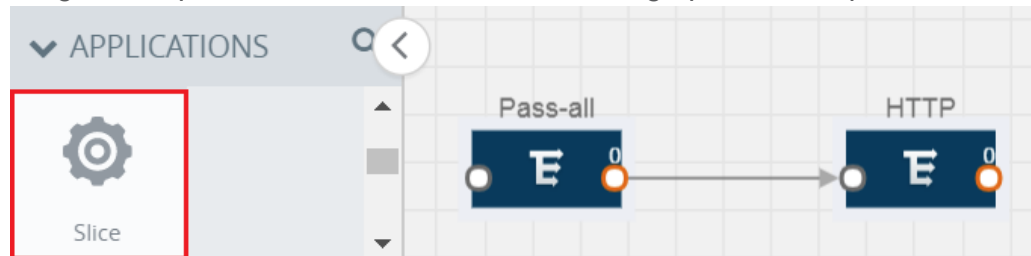 APPLICATIONS
Pass-all
HTTP
0
0
Slice